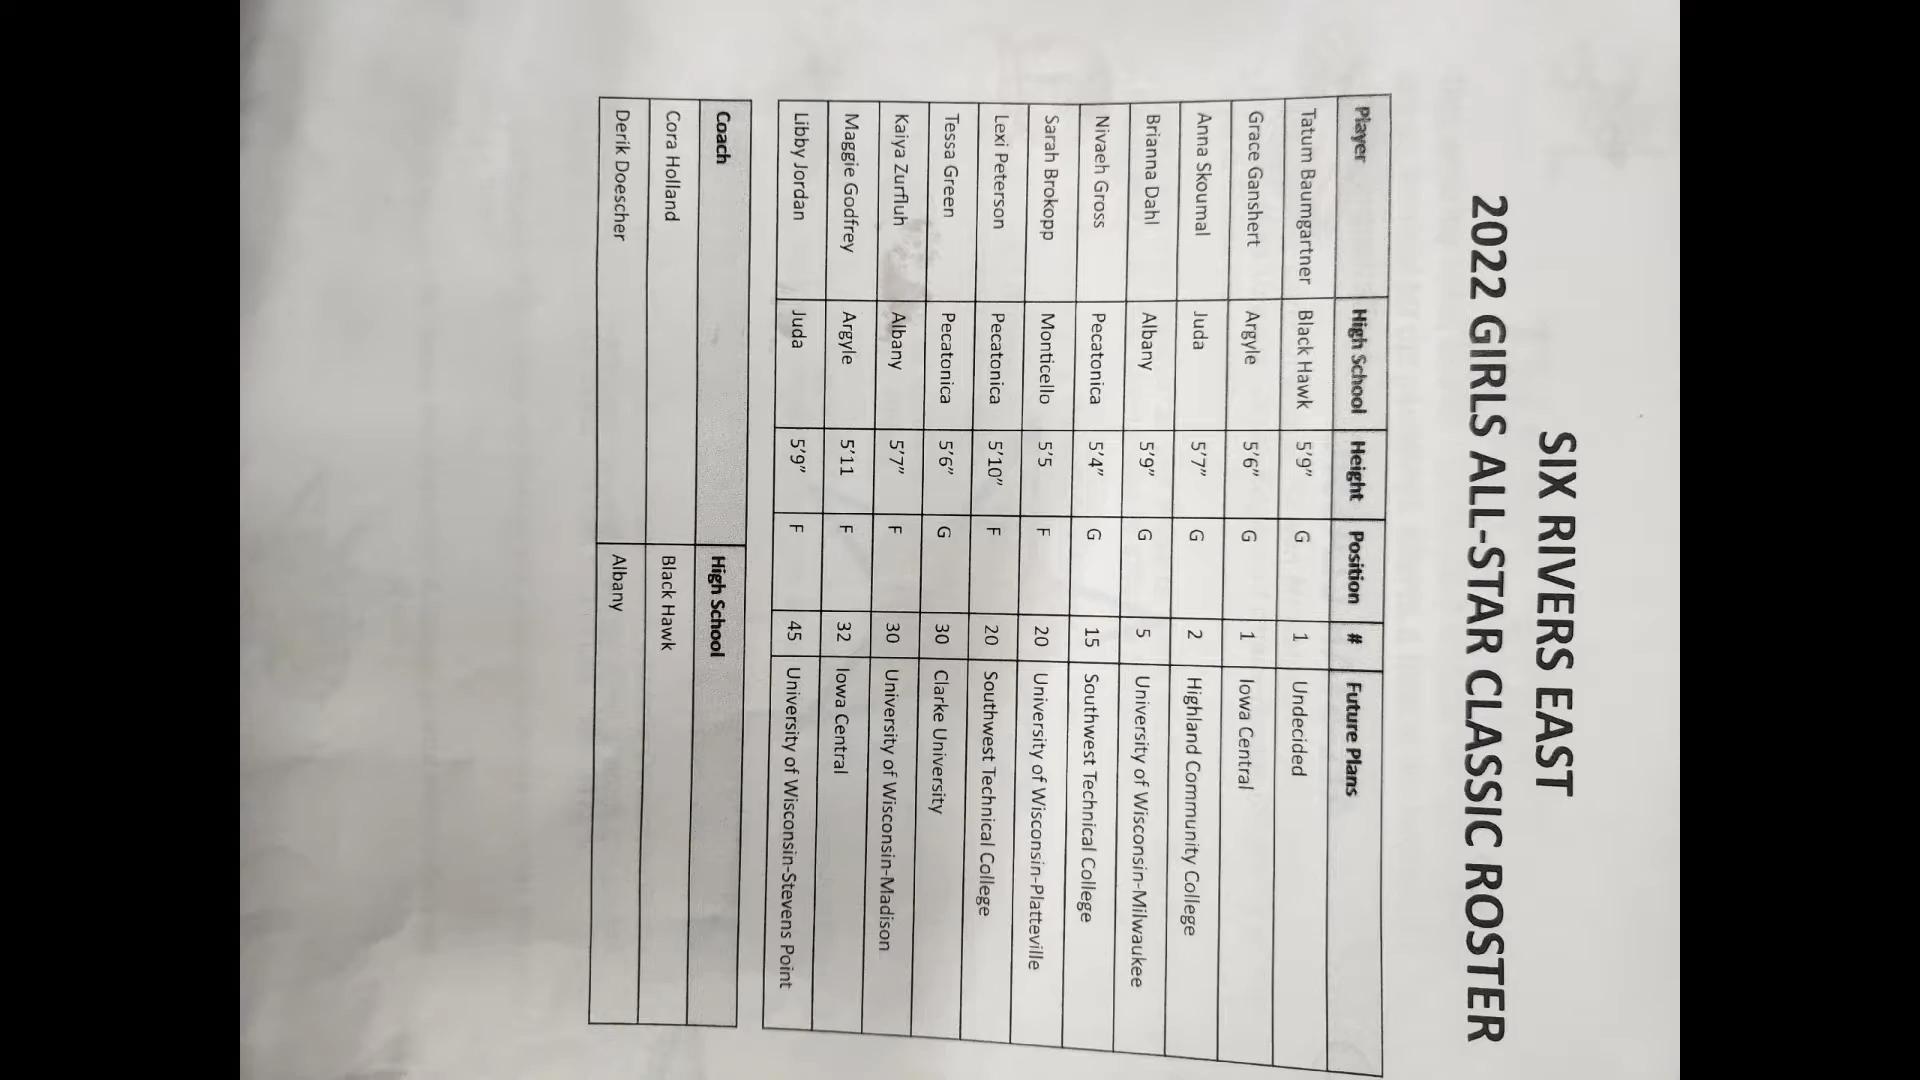 SIX RIVERS EAST
2022 GIRLS ALL-STAR CLASSIC ROSTER
Player High School Height Position # Future Plans
Tatum Baumgartner Black Hawk 5'9" G 1 Undecided
Grace Ganshert Argyle 5'6" G 1 Iowa Central
Anna Skoumal Juda 5'7" G 2 Highland Community College
Brianna Dahl Albany 5'9" G 5 University of Wisconsin-Milwaukee
Nivaeh Gross Pecatonica 5'4" G 15 Southwest Technical College
Sarah Brokopp Monticello 5'5 F 20 University of Wisconsin-Platteville
Lexi Peterson Pecatonica 5'10" F 20 Southwest Technical College
Tessa Green Pecatonica 5'6" G 30 Clarke University
Kaiya Zurfluh Albany 5'7" F 30 University of Wisconsin-Madison
Maggie Godfrey Argyle 5'11 F 32 Iowa Central
Libby Jordan Juda 5'9" F 45 University of Wisconsin-Stevens Point
Coach High School
Cora Holland Black Hawk
Derik Doescher Albany